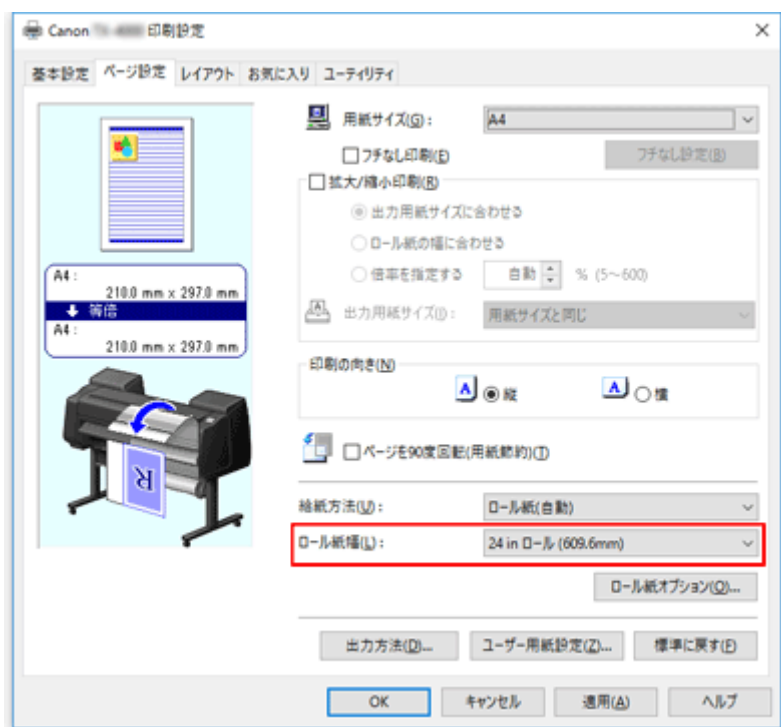 Canon 印刷設定
基本設定 ページ設定 レイアウト お気に入り ユーティリティ
用紙サイズ(G): A4
フチなし印刷(E) フチなし設定(B)
拡大/縮小印刷(R)
出力用紙サイズに合わせる
ロール紙の幅に合わせる
倍率を指定する 自動 % (5～600)
出力用紙サイズ(I): 用紙サイズと同じ
A4 :
210.0 mm x 297.0 mm
等倍
A4 :
210.0 mm x 297.0 mm
印刷の向き(N)
A 縦 A 横
ページを90度回転(用紙節約)(T)
給紙方法(U): ロール紙(自動)
ロール紙幅(L): 24 in ロール (609.6mm)
R
ロール紙オプション(O)...
出力方法(D)... ユーザー用紙設定(Z)... 標準に戻す(F)
OK キャンセル 適用(A) ヘルプ